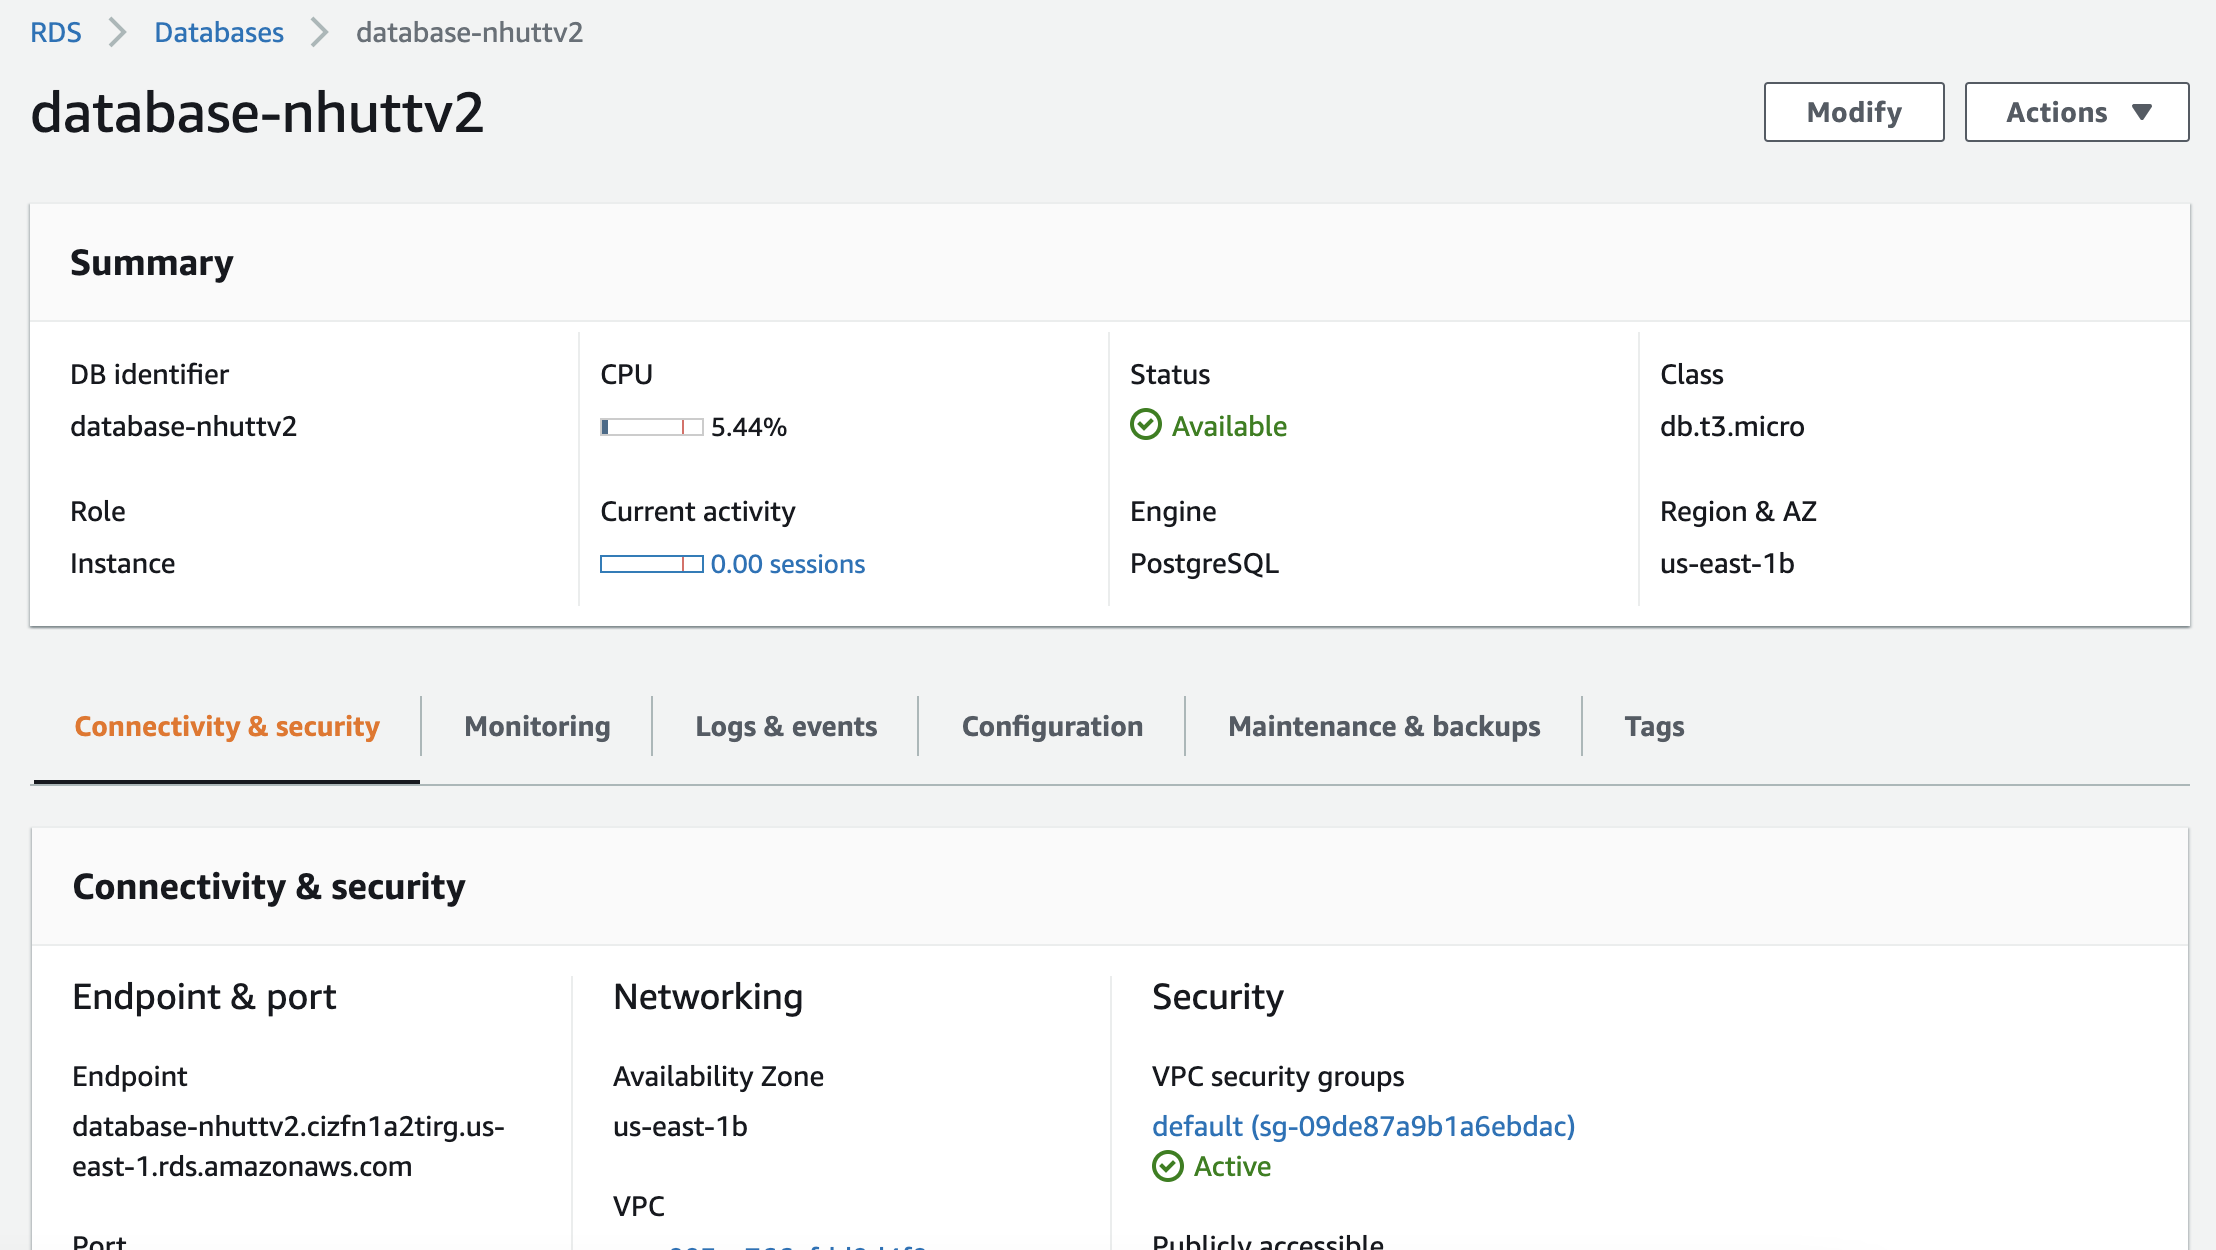 RDS > Databases > database-nhuttv2
database-nhuttv2
Modify
Actions ▼
Summary
DB identifier
database-nhuttv2
CPU
5.44%
Status
Available
Class
db.t3.micro
Role
Instance
Current activity
0.00 sessions
Engine
PostgreSQL
Region & AZ
us-east-1b
Connectivity & security
Monitoring
Logs & events
Configuration
Maintenance & backups
Tags
Connectivity & security
Endpoint & port
Endpoint
database-nhuttv2.cizfn1a2tirg.us-
east-1.rds.amazonaws.com
Port
Networking
Availability Zone
us-east-1b
VPC
Security
VPC security groups
default (sg-09de87a9b1a6ebdac)
Active
Publicly accessible